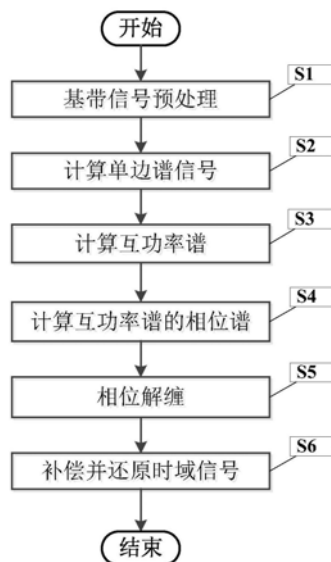 开始
S1
基带信号预处理
S2
计算单边谱信号
S3
计算互功率谱
S4
计算互功率谱的相位谱
S5
相位解缠
S6
补偿并还原时域信号
结束